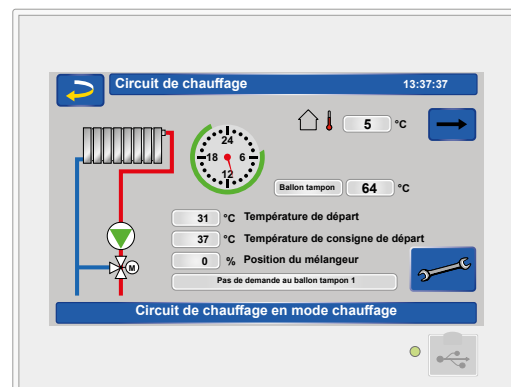 Circuit de chauffage 13:37:37
5 °C
24
18 6
12
Ballon tampon 64 °C
31 °C Température de départ
37 °C Température de consigne de départ
0 % Position du mélangeur
M
Pas de demande au ballon tampon 1
Circuit de chauffage en mode chauffage